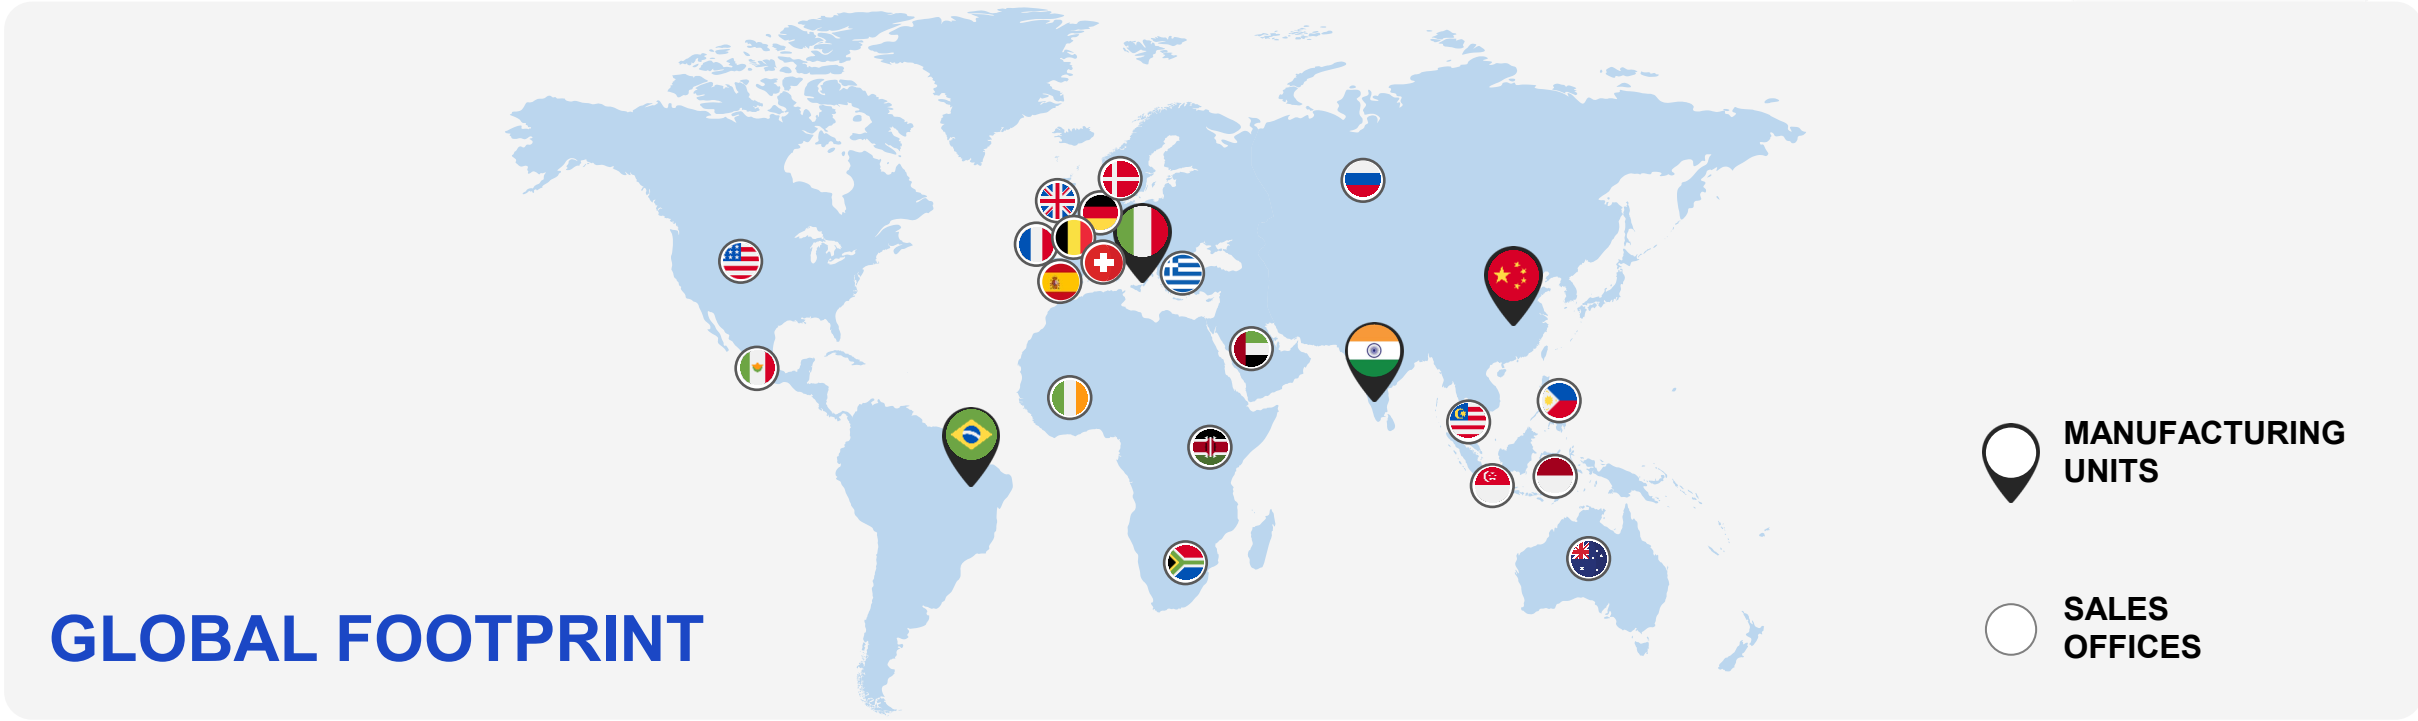 GLOBAL FOOTPRINT
MANUFACTURING
UNITS
SALES
OFFICES